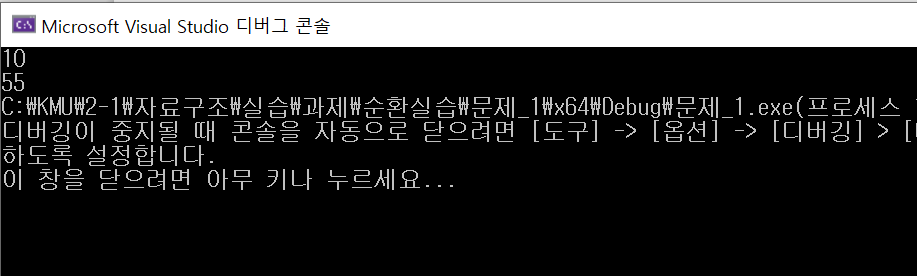 Microsoft Visual Studio 디버그 콘솔
10
55
C:\KMU\2-1\자료구조\실습\과제\순환실습\문제_1\x64\Debug\문제_1.exe(프로세스
디버깅이 중지될 때 콘솔을 자동으로 닫으려면 [도구] -> [옵션] -> [디버깅] > [
하도록 설정합니다.
이 창을 닫으려면 아무 키나 누르세요...